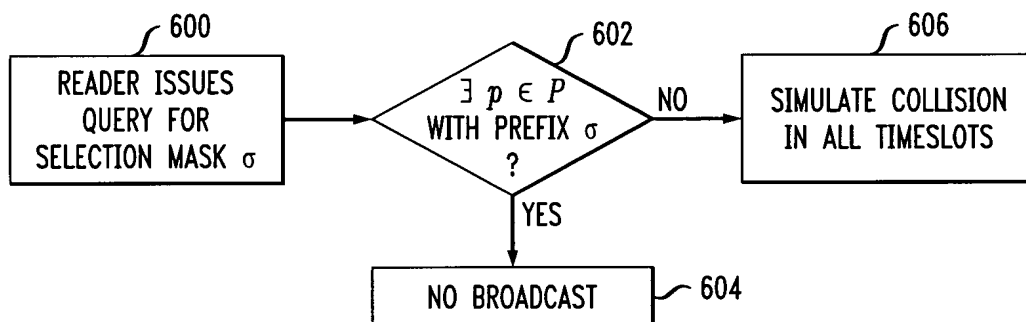 600
READER ISSUES
QUERY FOR
SELECTION MASK σ
602
∃ p ∈ P
WITH PREFIX σ
?
NO
606
SIMULATE COLLISION
IN ALL TIMESLOTS
YES
NO BROADCAST
604